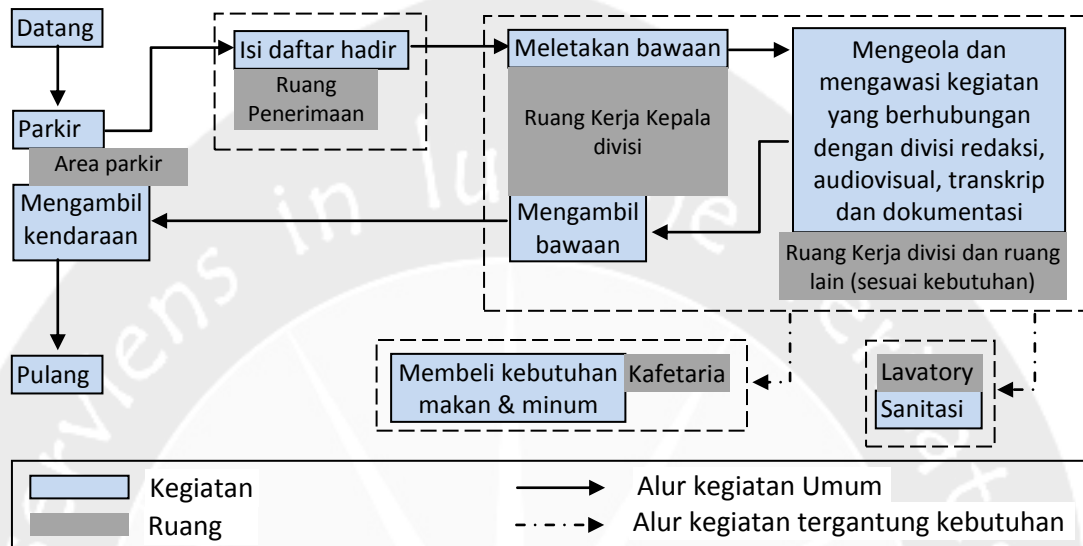 Datang
Parkir
Area parkir
Isi daftar hadir
Ruang
Penerimaan
Meletakan bawaan
Ruang Kerja Kepala
divisi
Mengeola dan
mengawasi kegiatan
yang berhubungan
dengan divisi redaksi,
audiovisual, transkrip
dan dokumentasi
Ruang Kerja divisi dan ruang
lain (sesuai kebutuhan)
Mengambil
bawaan
Mengambil
kendaraan
Pulang
Membeli kebutuhan
makan & minum
Kafetaria
Lavatory
Sanitasi
Kegiatan
Ruang
Alur kegiatan Umum
Alur kegiatan tergantung kebutuhan
serviens in lu